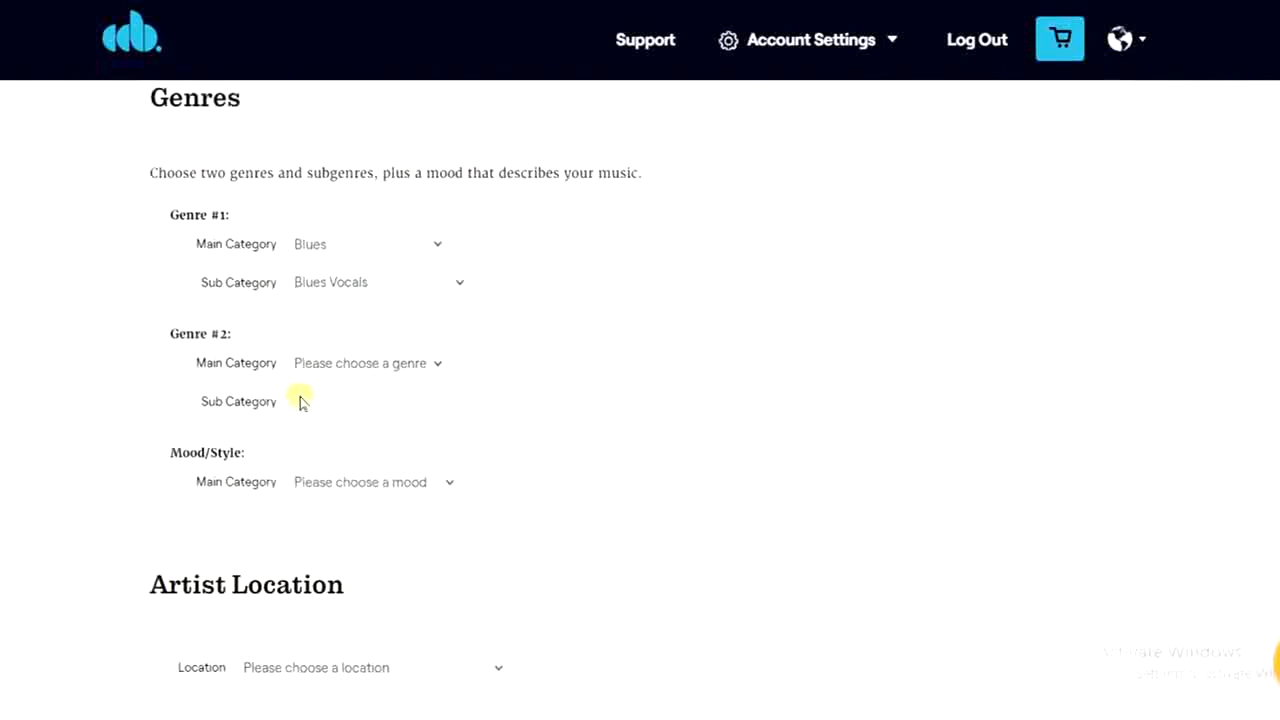 Support
Account Settings
Log Out
Genres
Choose two genres and subgenres, plus a mood that describes your music.
Genre #1:
Main Category Blues
Sub Category Blues Vocals
Genre #2:
Main Category Please choose a genre
Sub Category
Mood/Style:
Main Category Please choose a mood
Artist Location
Location Please choose a location
Activate Windows